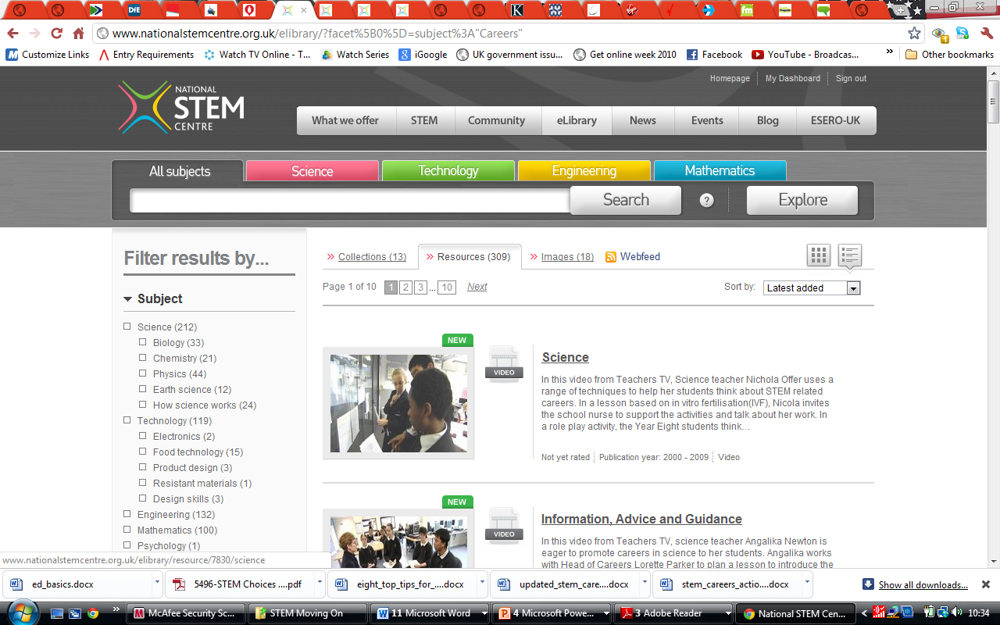 www.nationalstemcentre.org.uk/elibrary/?facet%5B0%5D=subject%3A"Careers"
Customize Links
Entry Requirements
Watch TV Online - T...
Watch Series
iGoogle
UK government issu...
Get online week 2010
Facebook
YouTube - Broadcas...
»
Other bookmarks
Homepage
My Dashboard
Sign out
NATIONAL
STEM
CENTRE
What we offer
STEM
Community
eLibrary
News
Events
Blog
ESERO-UK
All subjects
Science
Technology
Engineering
Mathematics
Search
?
Explore
Filter results by...
Subject
Science (212)
Biology (33)
Chemistry (21)
Physics (44)
Earth science (12)
How science works (24)
Technology (119)
Electronics (2)
Food technology (15)
Product design (3)
Resistant materials (1)
Design skills (3)
Engineering (132)
Mathematics (100)
Psychology (1)
» Collections (13)
» Resources (309)
» Images (18)
Webfeed
Page 1 of 10 1 2 3 ... 10 Next
Sort by: Latest added
NEW
VIDEO
Science
In this video from Teachers TV, Science teacher Nichola Offer uses a
range of techniques to help her students think about STEM related
careers. In a lesson based on in vitro fertilisation(IVF), Nicola invites
the school nurse to support the activities and talk about her work. In
a role play activity, the Year Eight students think...
Not yet rated
Publication year: 2000 - 2009
Video
NEW
VIDEO
Information, Advice and Guidance
In this video from Teachers TV, science teacher Angalika Newton is
eager to promote careers in science to her students. Angalika works
with Head of Careers Lorette Parker to plan a lesson to introduce the
www.nationalstemcentre.org.uk/elibrary/resource/7830/science
ed_basics.docx
5496-STEM Choices ....pdf
eight_top_tips_for_....docx
updated_stem_care....docx
stem_careers_actio....docx
Show all downloads...
»
McAfee Security Sc...
STEM Moving On
11 Microsoft Word
4 Microsoft Powe...
3 Adobe Reader
National STEM Cen...
10:34